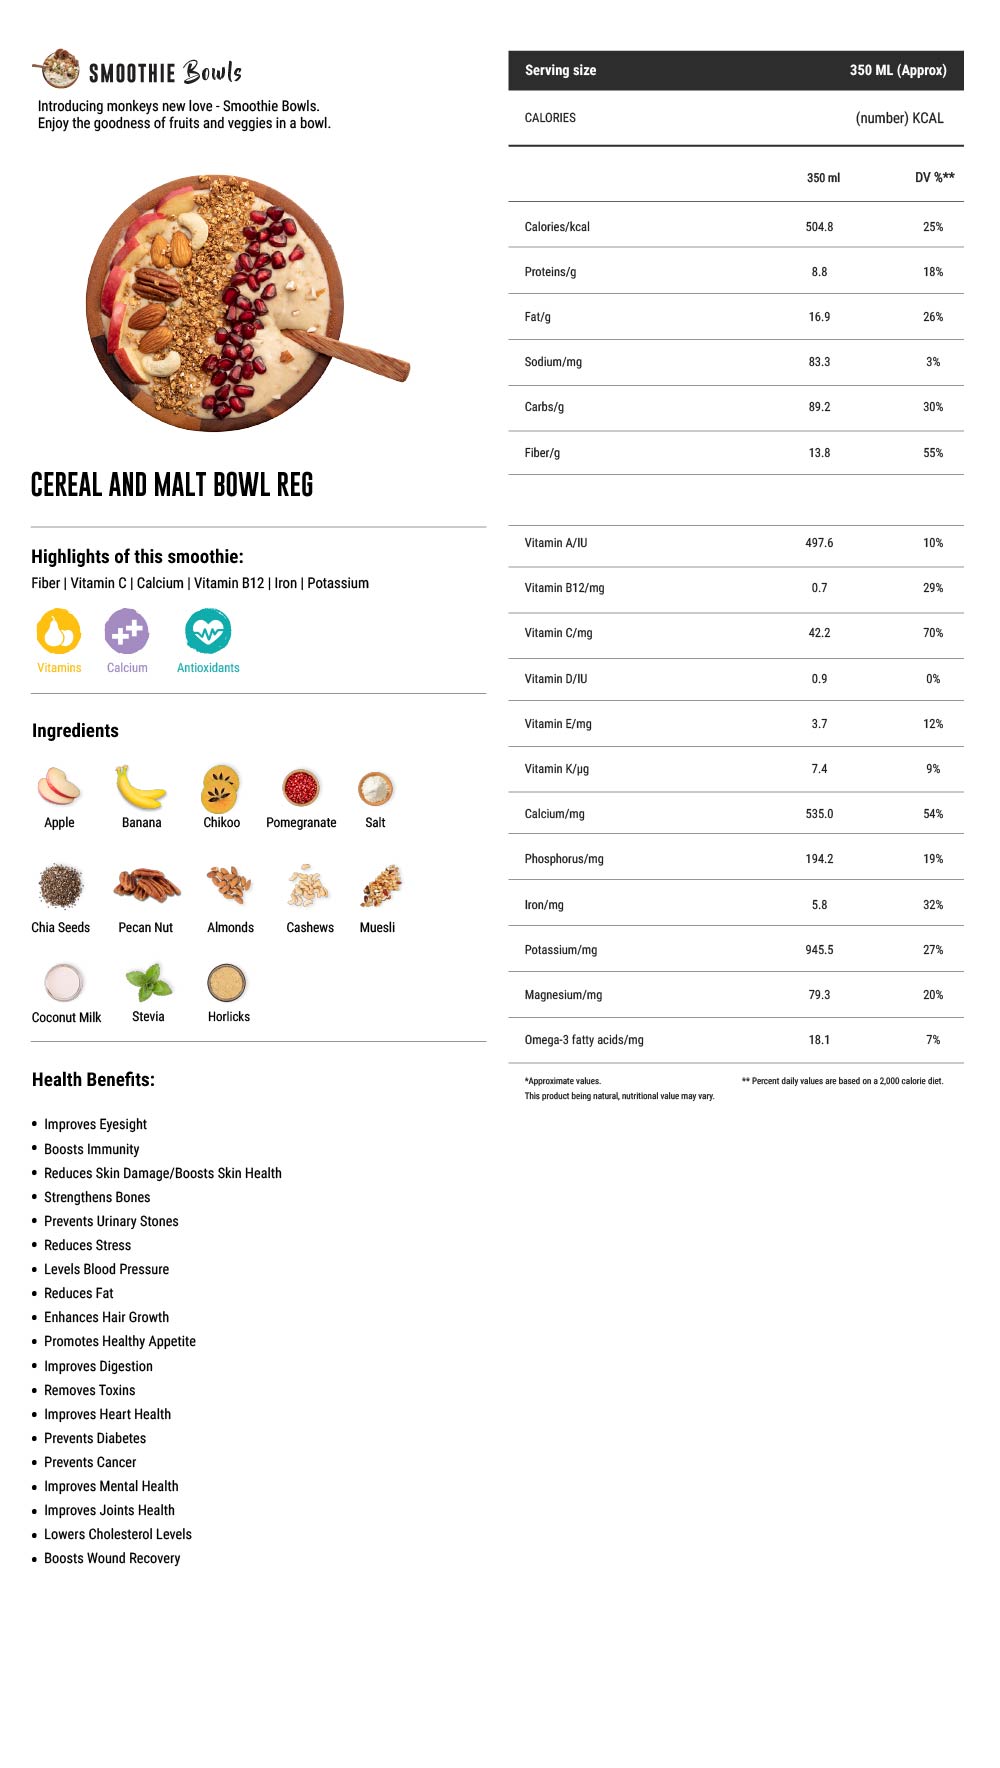 SMOOTHIE Bowls
Introducing monkeys new love - Smoothie Bowls.
Enjoy the goodness of fruits and veggies in a bowl.
CEREAL AND MALT BOWL REG
Highlights of this smoothie:
Fiber | Vitamin C | Calcium | Vitamin B12 | Iron | Potassium
Vitamins Calcium Antioxidants
Ingredients
Apple Banana Chikoo Pomegranate Salt
Chia Seeds Pecan Nut Almonds Cashews Muesli
Coconut Milk Stevia Horlicks
Health Benefits:
• Improves Eyesight
• Boosts Immunity
• Reduces Skin Damage/Boosts Skin Health
• Strengthens Bones
• Prevents Urinary Stones
• Reduces Stress
• Levels Blood Pressure
• Reduces Fat
• Enhances Hair Growth
• Promotes Healthy Appetite
• Improves Digestion
• Removes Toxins
• Improves Heart Health
• Prevents Diabetes
• Prevents Cancer
• Improves Mental Health
• Improves Joints Health
• Lowers Cholesterol Levels
• Boosts Wound Recovery
Serving size 350 ML (Approx)
CALORIES (number) KCAL
350 ml DV %**
Calories/kcal 504.8 25%
Proteins/g 8.8 18%
Fat/g 16.9 26%
Sodium/mg 83.3 3%
Carbs/g 89.2 30%
Fiber/g 13.8 55%
Vitamin A/IU 497.6 10%
Vitamin B12/mg 0.7 29%
Vitamin C/mg 42.2 70%
Vitamin D/IU 0.9 0%
Vitamin E/mg 3.7 12%
Vitamin K/µg 7.4 9%
Calcium/mg 535.0 54%
Phosphorus/mg 194.2 19%
Iron/mg 5.8 32%
Potassium/mg 945.5 27%
Magnesium/mg 79.3 20%
Omega-3 fatty acids/mg 18.1 7%
*Approximate values. ** Percent daily values are based on a 2,000 calorie diet.
This product being natural, nutritional value may vary.